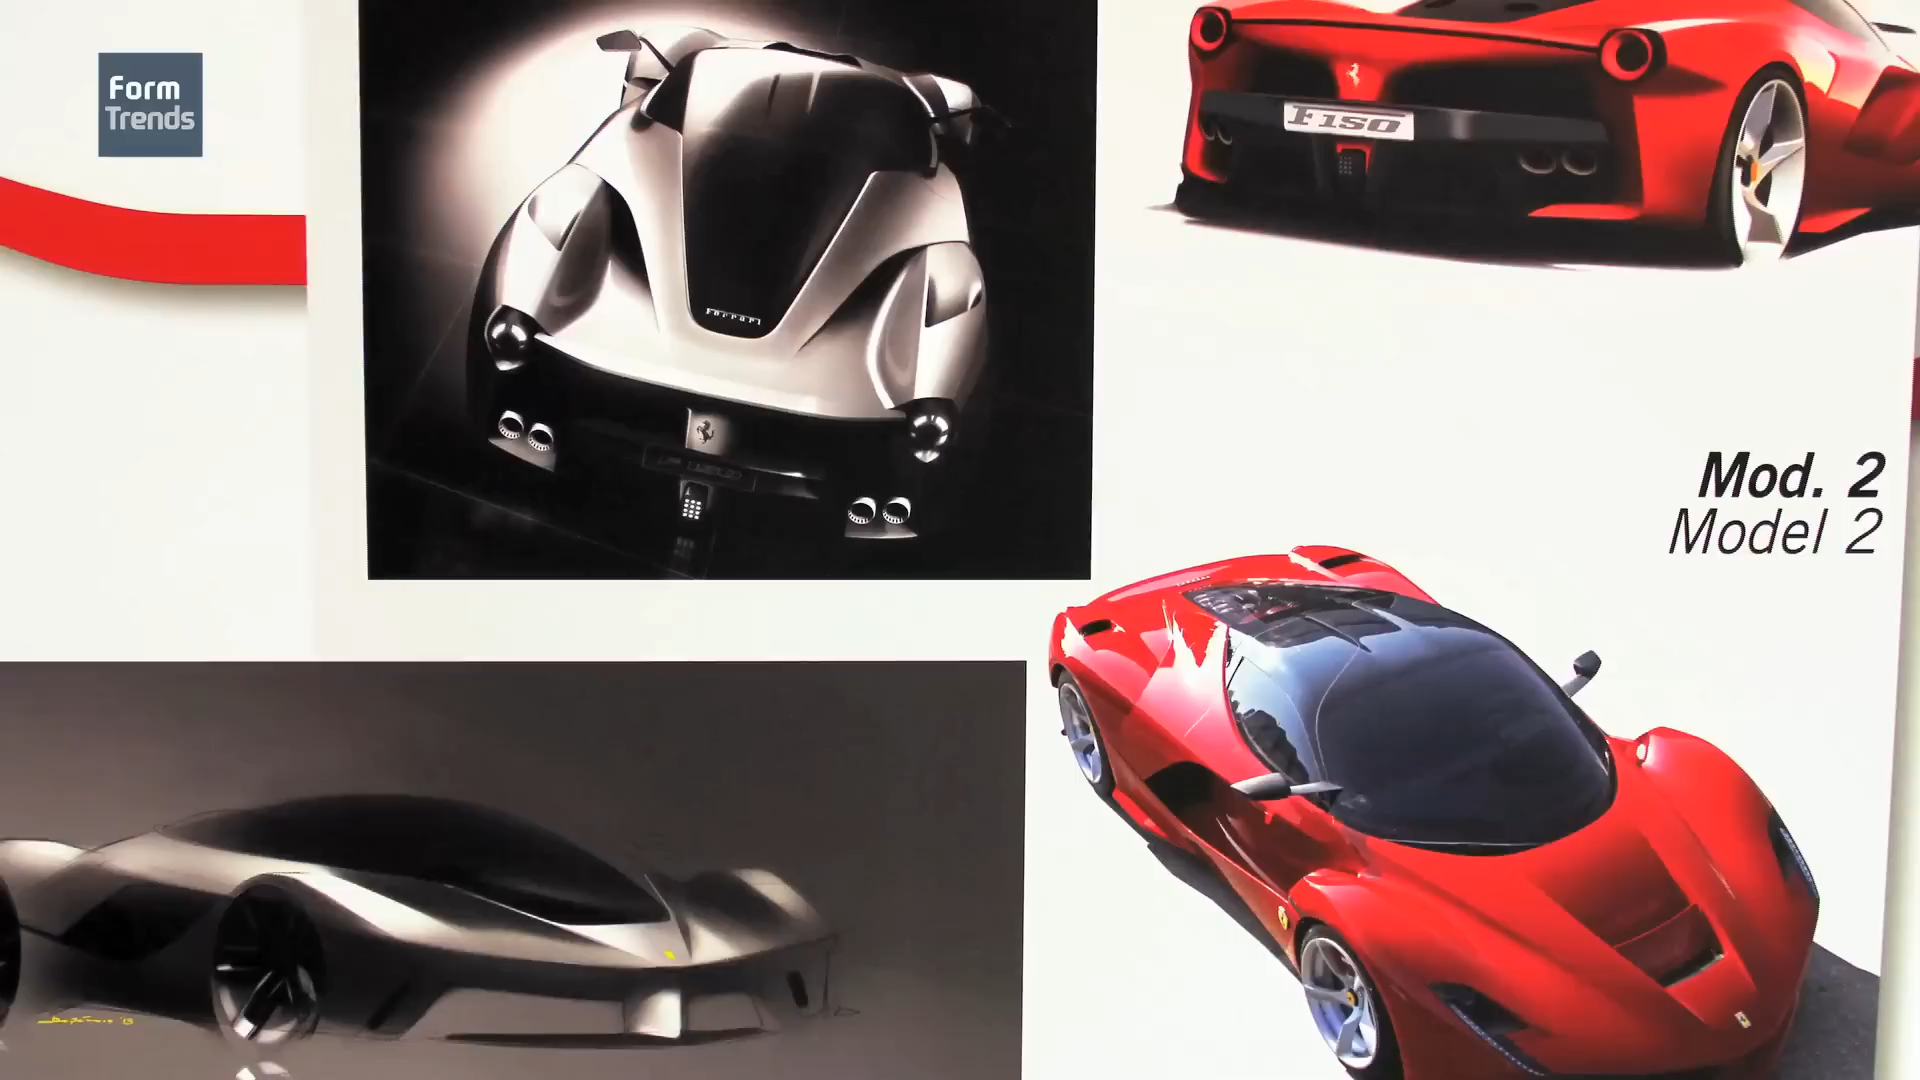 Form
Trends
Ferrari
F150
Mod. 2
Model 2